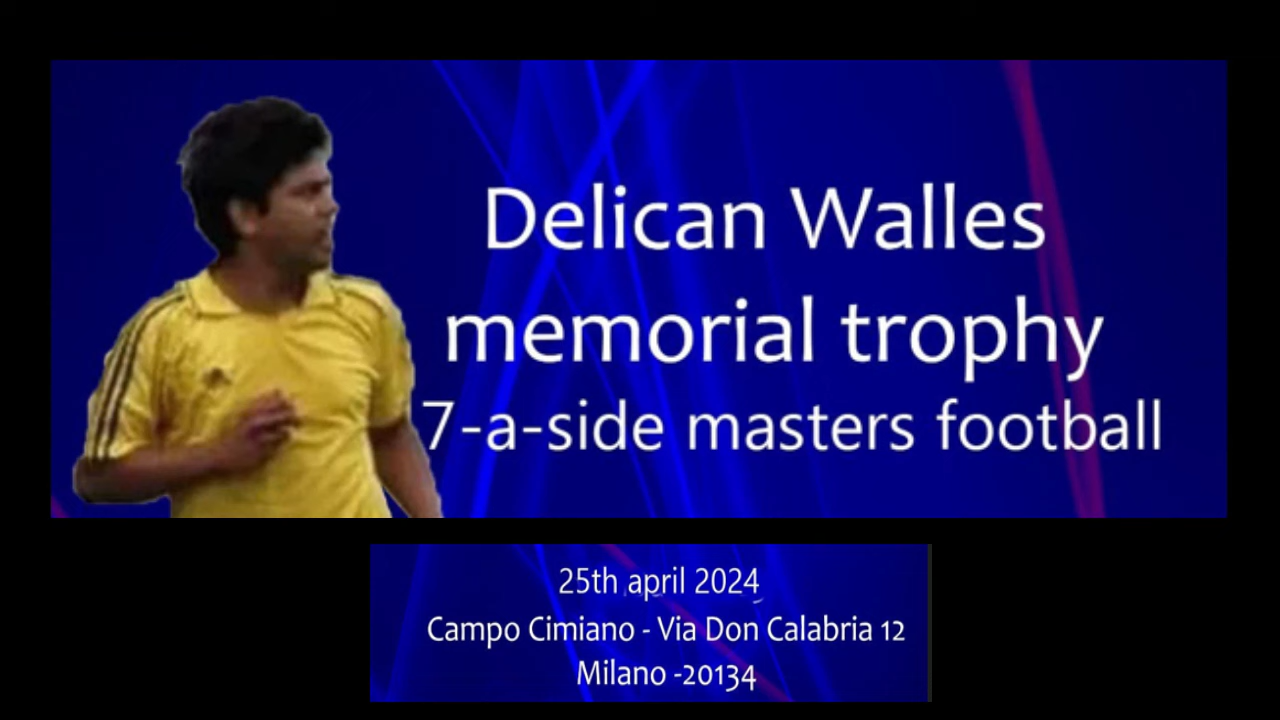 Delican Walles
memorial trophy
7-a-side masters football
25th april 2024
Campo Cimiano - Via Don Calabria 12
Milano -20134